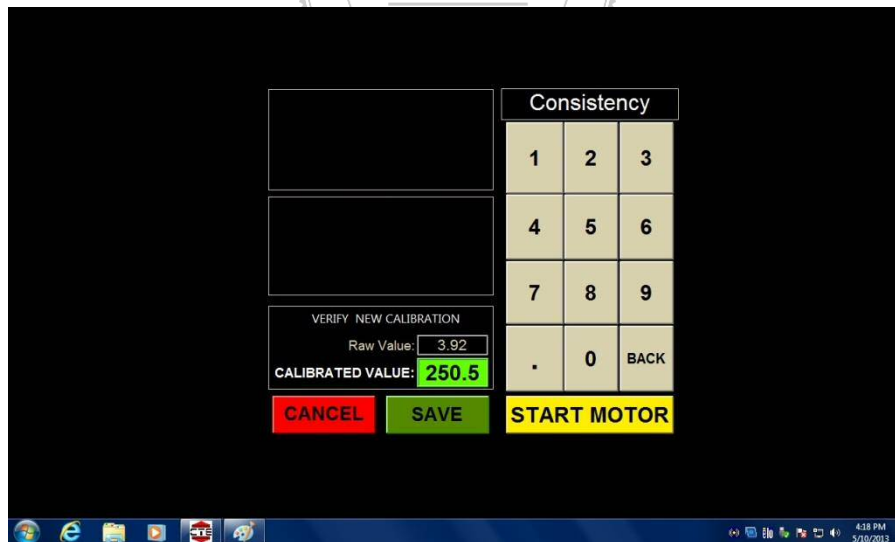 Consistency
1 2 3
4 5 6
7 8 9
. 0 BACK
VERIFY NEW CALIBRATION
Raw Value: 3.92
CALIBRATED VALUE: 250.5
CANCEL SAVE START MOTOR
CTE
4:18 PM
5/10/2013